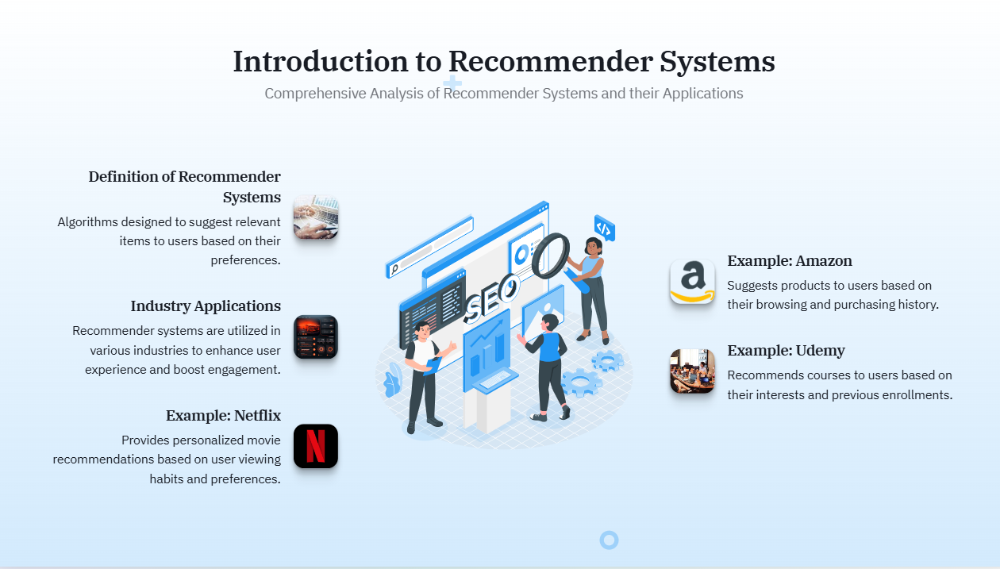 Introduction to Recommender Systems
Comprehensive Analysis of Recommender Systems and their Applications
Definition of Recommender
Systems
Algorithms designed to suggest relevant
items to users based on their
preferences.
Industry Applications
Recommender systems are utilized in
various industries to enhance user
experience and boost engagement.
Example: Netflix
Provides personalized movie
recommendations based on user viewing
habits and preferences.
N
SEO
</>
a
Example: Amazon
Suggests products to users based on
their browsing and purchasing history.
Example: Udemy
Recommends courses to users based on
their interests and previous enrollments.